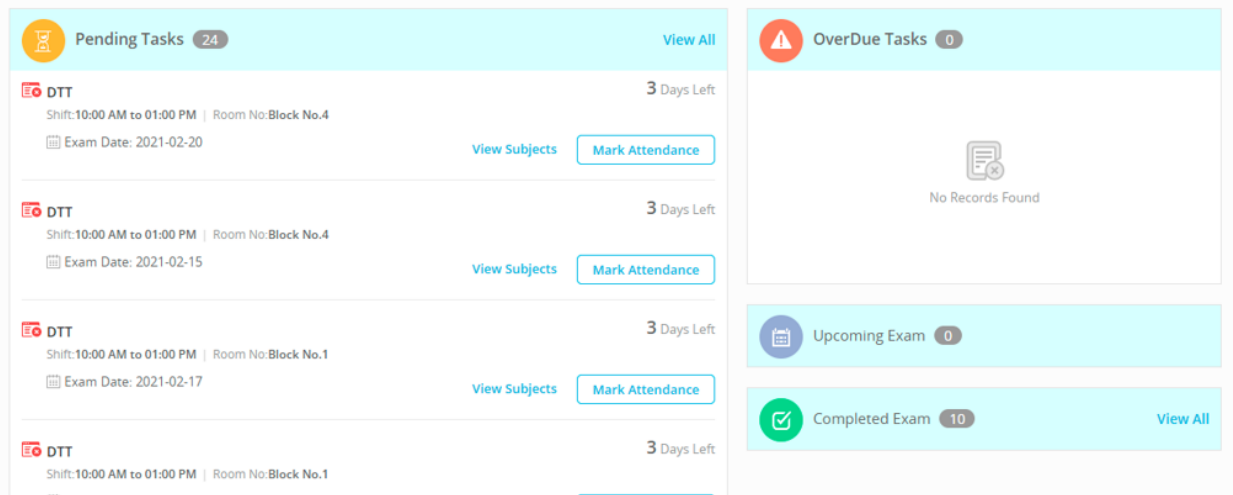 Pending Tasks 24 View All
DTT 3 Days Left
Shift:10:00 AM to 01:00 PM | Room No:Block No.4
Exam Date: 2021-02-20 View Subjects Mark Attendance
DTT 3 Days Left
Shift:10:00 AM to 01:00 PM | Room No:Block No.4
Exam Date: 2021-02-15 View Subjects Mark Attendance
DTT 3 Days Left
Shift:10:00 AM to 01:00 PM | Room No:Block No.1
Exam Date: 2021-02-17 View Subjects Mark Attendance
DTT 3 Days Left
Shift:10:00 AM to 01:00 PM | Room No:Block No.1
OverDue Tasks 0
No Records Found
Upcoming Exam 0
Completed Exam 10 View All